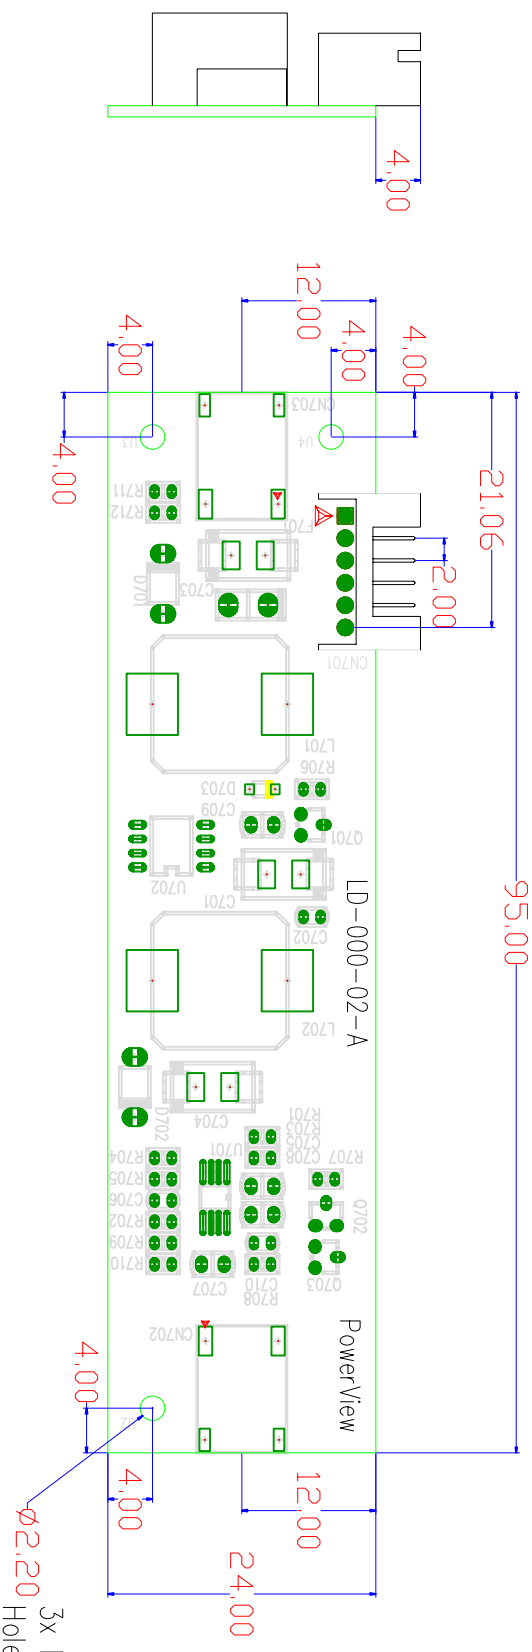 4,00
12.00
4,00
4,00
4,00
4,00
21.06
2,00
95.00
U3
U4
CN703
R711
R712
F701
C703
D701
CN701
L701
R706
D703
C709
Q701
U702
C701
C702
LD-000-02-A
L702
C704
D702
U701
R701
R703
C705
C708
R707
R704
R705
C706
R702
R709
R710
Q702
Q703
C707
C710
R708
CN702
PowerView
4,00
4,00
12.00
24.00
Ø2,20
3x
Hole